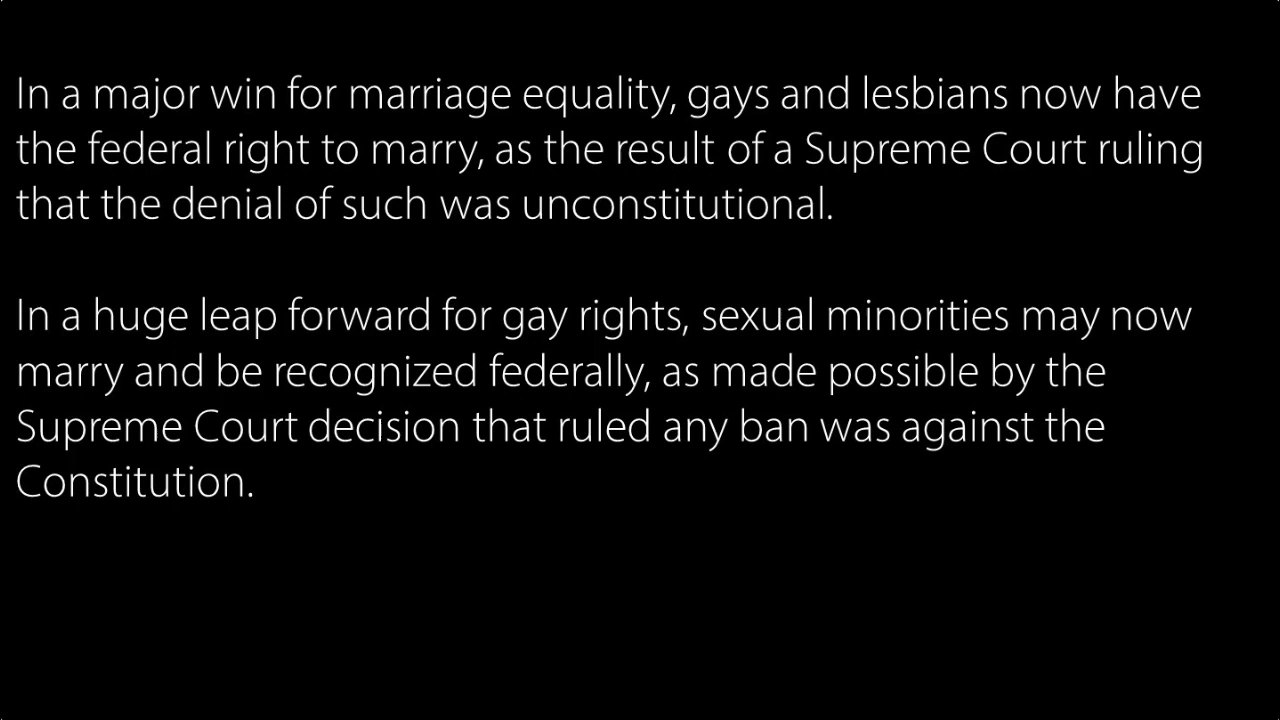 In a major win for marriage equality, gays and lesbians now have
the federal right to marry, as the result of a Supreme Court ruling
that the denial of such was unconstitutional.
In a huge leap forward for gay rights, sexual minorities may now
marry and be recognized federally, as made possible by the
Supreme Court decision that ruled any ban was against the
Constitution.